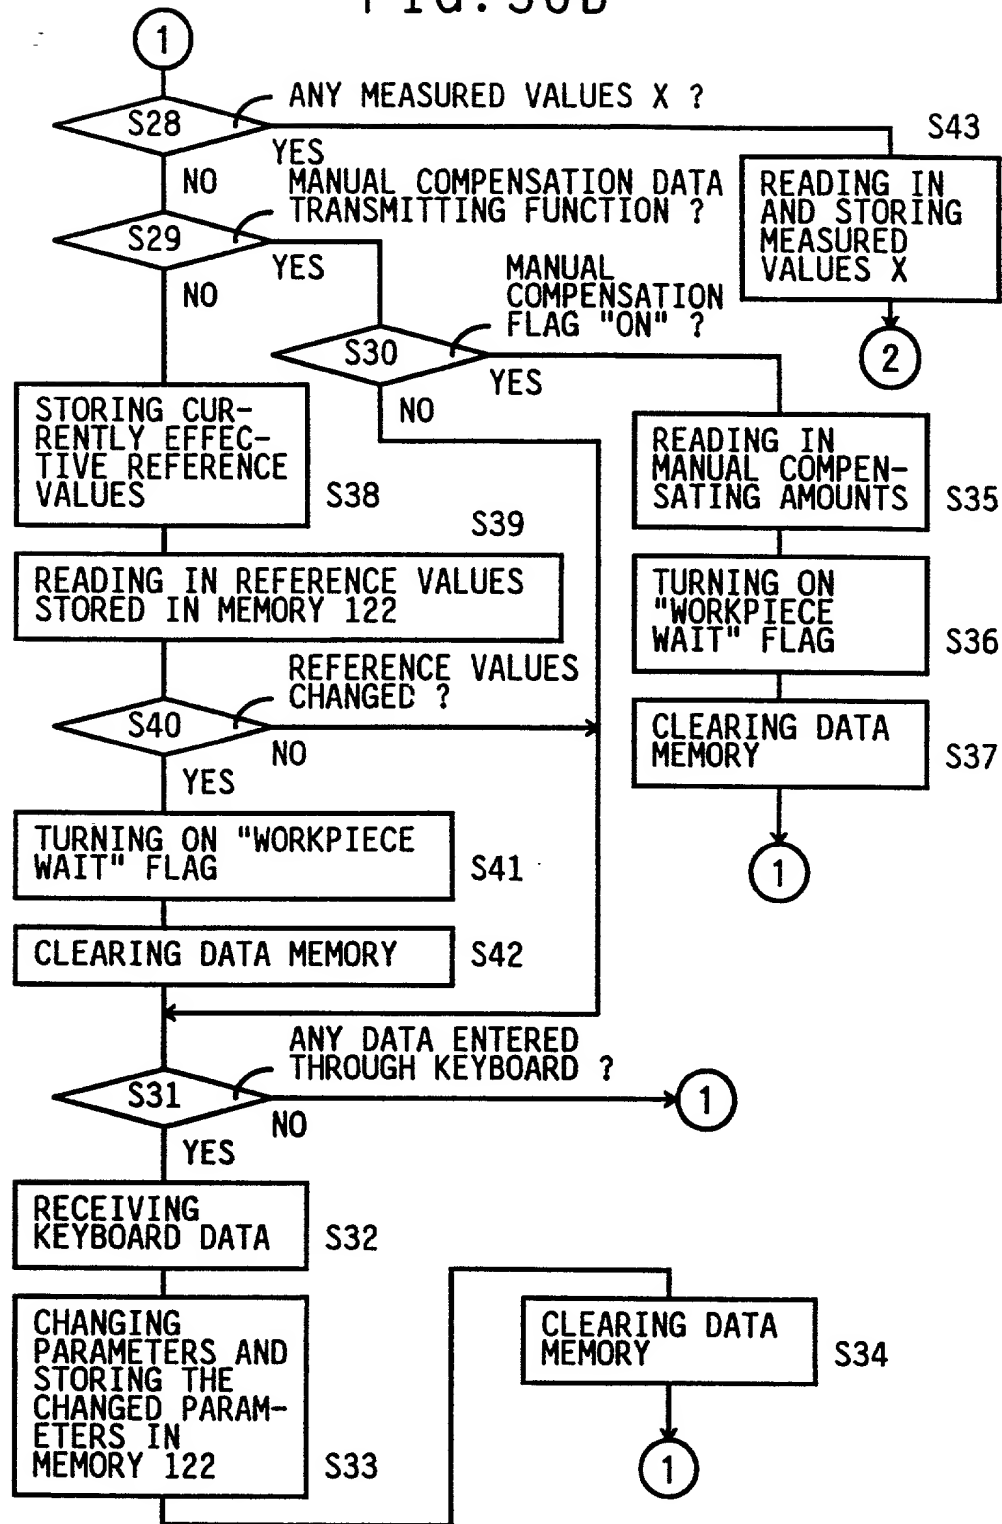 FIG. 36B
1
ANY MEASURED VALUES X ?
S28
YES
NO
S43
READING IN
AND STORING
MEASURED
VALUES X
2
MANUAL COMPENSATION DATA
TRANSMITTING FUNCTION ?
S29
YES
NO
MANUAL
COMPENSATION
FLAG "ON" ?
S30
YES
NO
STORING CUR-
RENTLY EFFEC-
TIVE REFERENCE
VALUES
S38
READING IN
MANUAL COMPEN-
SATING AMOUNTS
S35
S39
READING IN REFERENCE VALUES
STORED IN MEMORY 122
TURNING ON
"WORKPIECE
WAIT" FLAG
S36
REFERENCE VALUES
CHANGED ?
S40
NO
YES
CLEARING DATA
MEMORY
S37
1
TURNING ON "WORKPIECE
WAIT" FLAG
S41
CLEARING DATA MEMORY
S42
ANY DATA ENTERED
THROUGH KEYBOARD ?
S31
NO
1
YES
RECEIVING
KEYBOARD DATA
S32
CHANGING
PARAMETERS AND
STORING THE
CHANGED PARAM-
ETERS IN
MEMORY 122
S33
CLEARING DATA
MEMORY
S34
1